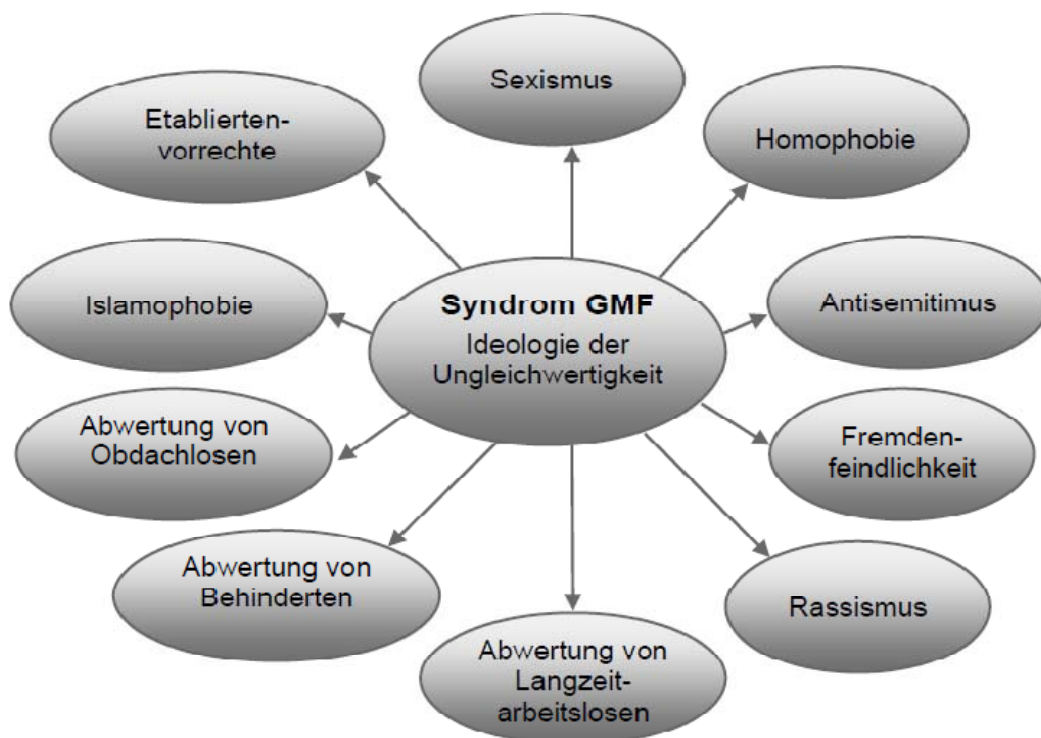 Sexismus
Etablierten-
vorrechte
Homophobie
Islamophobie
Syndrom GMF
Ideologie der
Ungleichwertigkeit
Antisemitimus
Abwertung von
Obdachlosen
Fremden-
feindlichkeit
Abwertung von
Behinderten
Rassismus
Abwertung von
Langzeit-
arbeitslosen